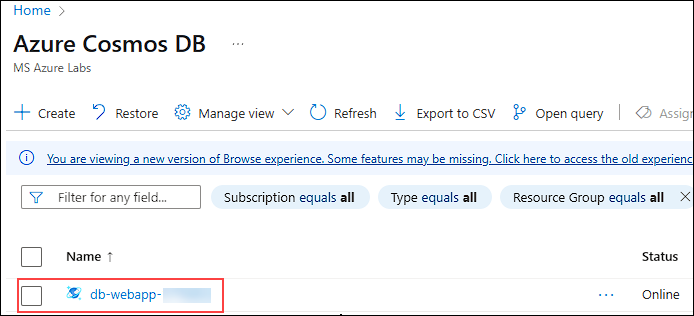 Home >
Azure Cosmos DB ...
MS Azure Labs
+ Create Restore Manage view Refresh Export to CSV Open query Assig
You are viewing a new version of Browse experience. Some features may be missing. Click here to access the old experienc
Filter for any field... Subscription equals all Type equals all Resource Group equals all ×
Name ↑ Status
db-webapp- ... Online